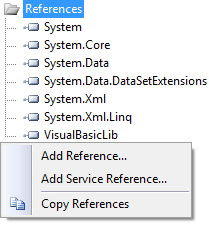 References
System
System.Core
System.Data
System.Data.DataSetExtensions
System.Xml
System.Xml.Linq
VisualBasicLib
Add Reference...
Add Service Reference...
Copy References